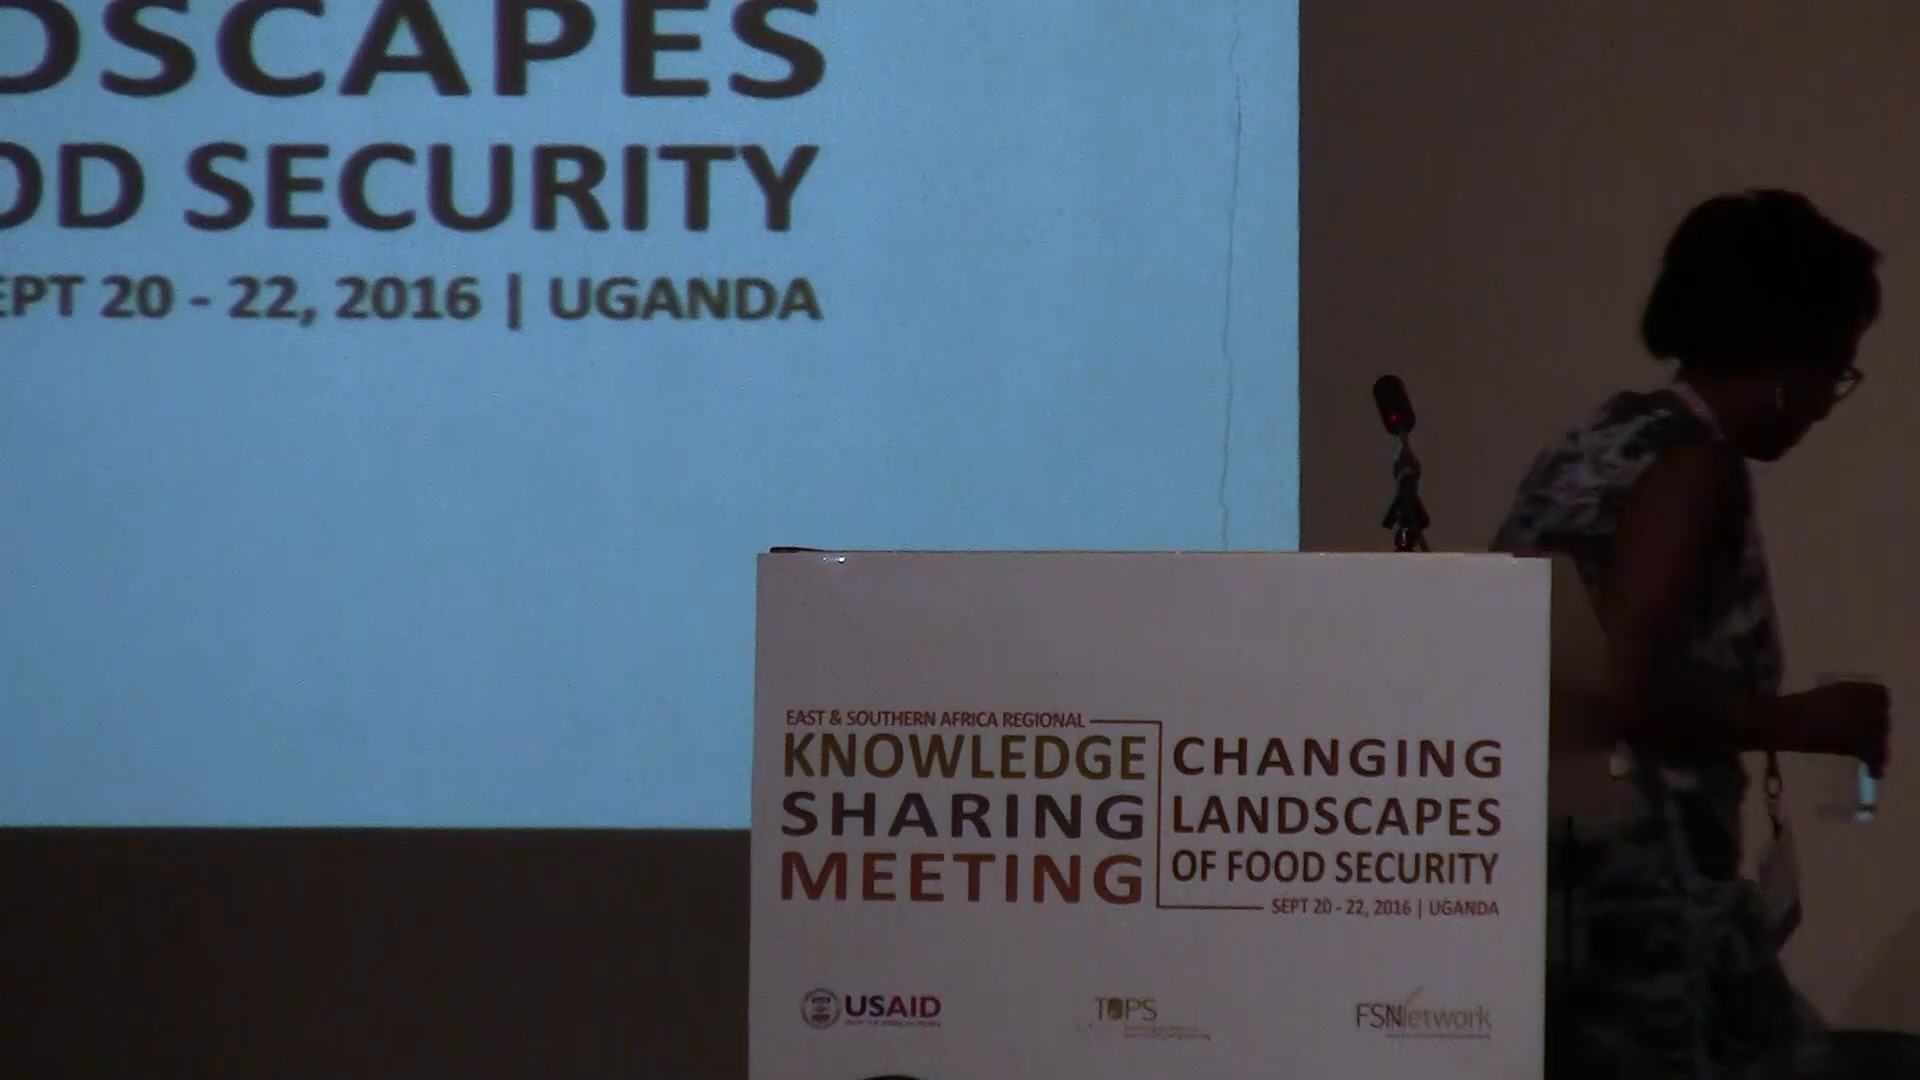 DSCAPES
OD SECURITY
EPT 20 - 22, 2016 | UGANDA
EAST & SOUTHERN AFRICA REGIONAL
KNOWLEDGE
SHARING
MEETING
CHANGING
LANDSCAPES
OF FOOD SECURITY
SEPT 20 - 22, 2016 | UGANDA
USAID
TOPS
FSNetwork